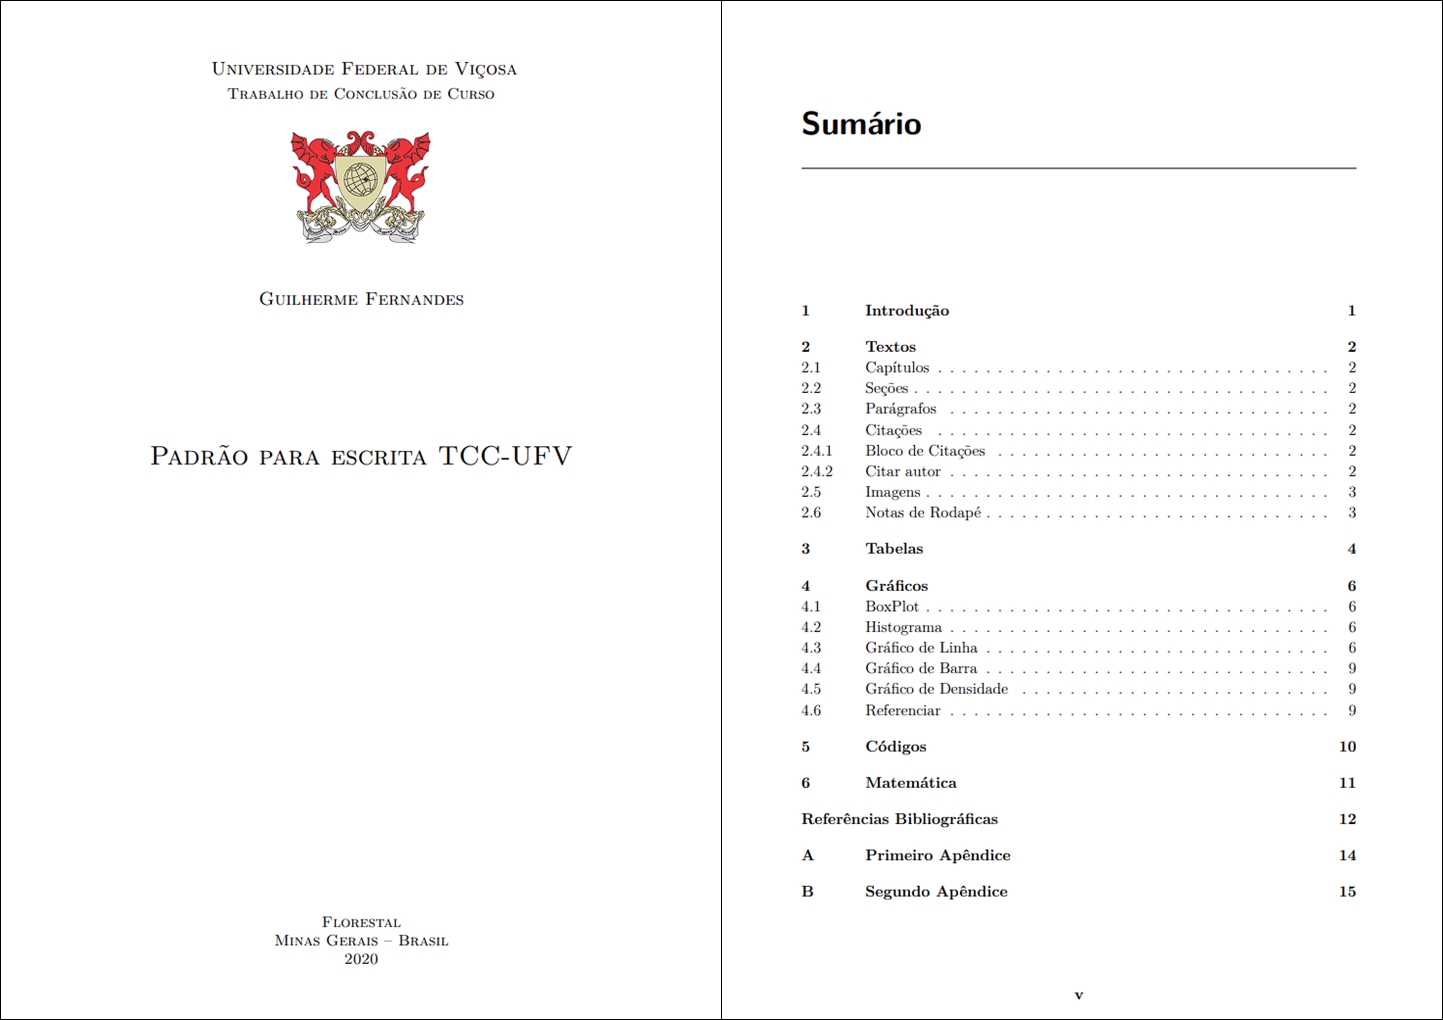 Universidade Federal de Viçosa
Trabalho de Conclusão de Curso
Guilherme Fernandes
Padrão para escrita TCC-UFV
Florestal
Minas Gerais – Brasil
2020
Sumário
1 Introdução 1
2 Textos 2
2.1 Capítulos . . . . . . . . . . . . . . . . . . . . . . . . . . . . . . . . . 2
2.2 Seções . . . . . . . . . . . . . . . . . . . . . . . . . . . . . . . . . . . 2
2.3 Parágrafos . . . . . . . . . . . . . . . . . . . . . . . . . . . . . . . . 2
2.4 Citações . . . . . . . . . . . . . . . . . . . . . . . . . . . . . . . . . 2
2.4.1 Bloco de Citações . . . . . . . . . . . . . . . . . . . . . . . . . . . . 2
2.4.2 Citar autor . . . . . . . . . . . . . . . . . . . . . . . . . . . . . . . . 2
2.5 Imagens . . . . . . . . . . . . . . . . . . . . . . . . . . . . . . . . . . 3
2.6 Notas de Rodapé . . . . . . . . . . . . . . . . . . . . . . . . . . . . . 3
3 Tabelas 4
4 Gráficos 6
4.1 BoxPlot . . . . . . . . . . . . . . . . . . . . . . . . . . . . . . . . . . 6
4.2 Histograma . . . . . . . . . . . . . . . . . . . . . . . . . . . . . . . . 6
4.3 Gráfico de Linha . . . . . . . . . . . . . . . . . . . . . . . . . . . . . 6
4.4 Gráfico de Barra . . . . . . . . . . . . . . . . . . . . . . . . . . . . . 9
4.5 Gráfico de Densidade . . . . . . . . . . . . . . . . . . . . . . . . . . 9
4.6 Referenciar . . . . . . . . . . . . . . . . . . . . . . . . . . . . . . . . 9
5 Códigos 10
6 Matemática 11
Referências Bibliográficas 12
A Primeiro Apêndice 14
B Segundo Apêndice 15
v